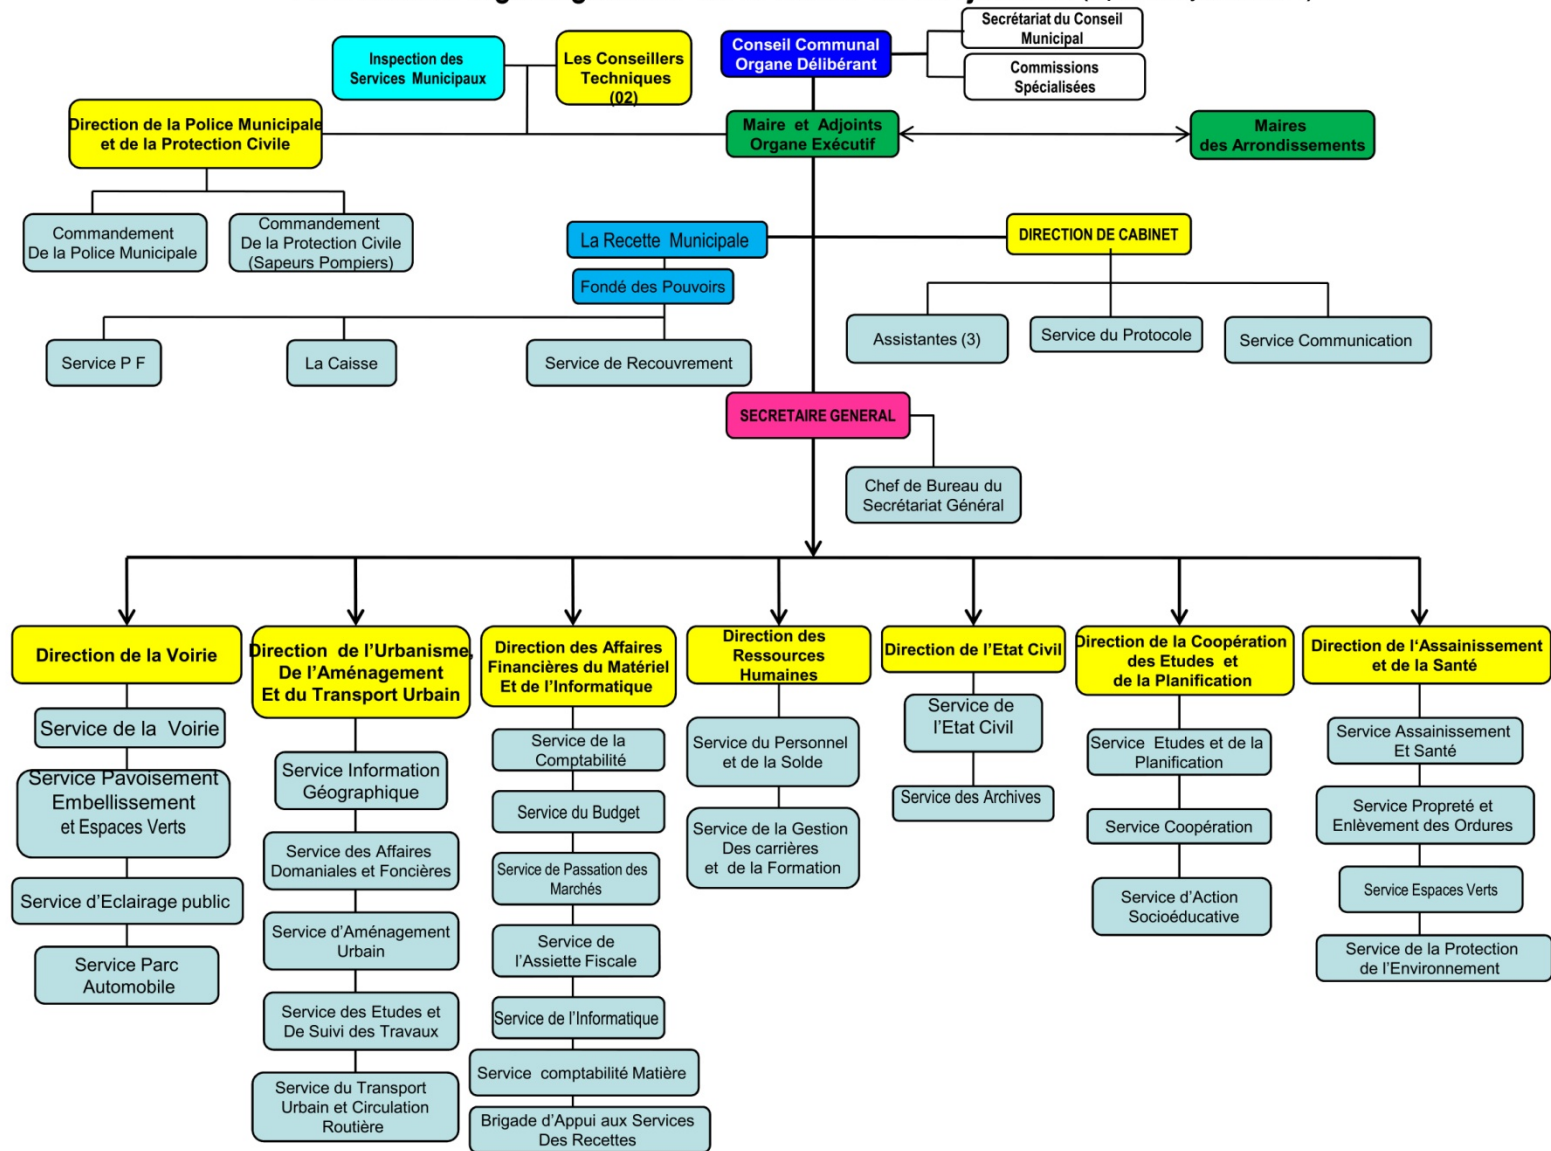 Secrétariat du Conseil
Municipal
Inspection des
Services Municipaux
Les Conseillers
Techniques
(02)
Conseil Communal
Organe Délibérant
Commissions
Spécialisées
Direction de la Police Municipale
et de la Protection Civile
Maire et Adjoints
Organe Exécutif
Maires
des Arrondissements
Commandement
De la Police Municipale
Commandement
De la Protection Civile
(Sapeurs Pompiers)
La Recette Municipale
DIRECTION DE CABINET
Fondé des Pouvoirs
Service P F
La Caisse
Service de Recouvrement
Assistantes (3)
Service du Protocole
Service Communication
SECRETAIRE GENERAL
Chef de Bureau du
Secrétariat Général
Direction de la Voirie
Service de la Voirie
Service Pavoisement
Embellissement
et Espaces Verts
Service d'Eclairage public
Service Parc
Automobile
Direction de l'Urbanisme,
De l'Aménagement
Et du Transport Urbain
Service Information
Géographique
Service des Affaires
Domaniales et Foncières
Service d'Aménagement
Urbain
Service des Etudes et
De Suivi des Travaux
Service du Transport
Urbain et Circulation
Routière
Direction des Affaires
Financières du Matériel
Et de l'Informatique
Service de la
Comptabilité
Service du Budget
Service de Passation des
Marchés
Service de
l'Assiette Fiscale
Service de l'Informatique
Service comptabilité Matière
Brigade d'Appui aux Services
Des Recettes
Direction des
Ressources
Humaines
Service du Personnel
et de la Solde
Service de la Gestion
Des carrières
et de la Formation
Direction de l'Etat Civil
Service de
l'Etat Civil
Service des Archives
Direction de la Coopération
des Etudes et
de la Planification
Service Etudes et de la
Planification
Service Coopération
Service d'Action
Socioéducative
Direction de l'Assainissement
et de la Santé
Service Assainissement
Et Santé
Service Propreté et
Enlèvement des Ordures
Service Espaces Verts
Service de la Protection
de l'Environnement